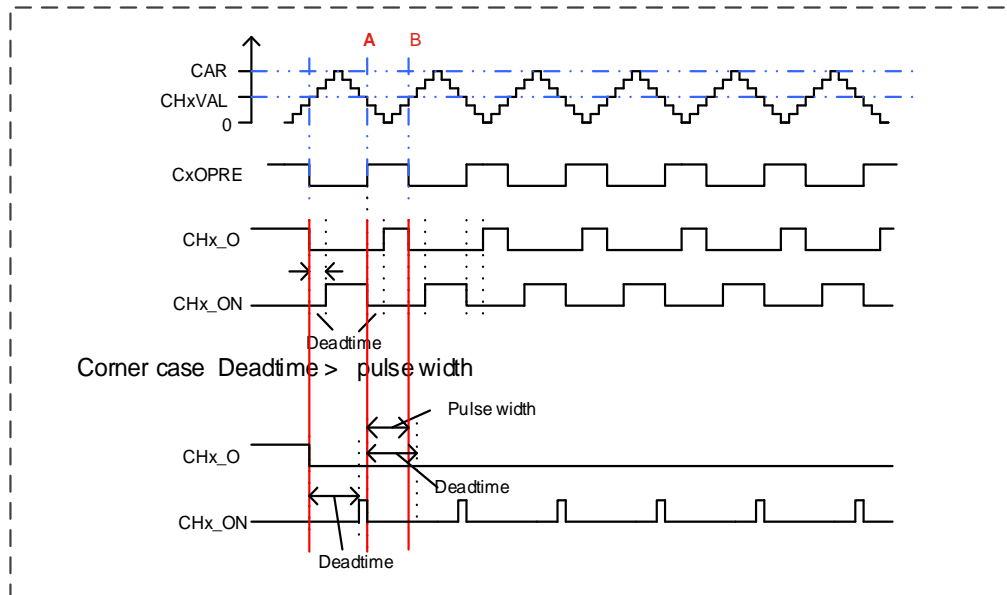 A B
CAR
CHxVAL
0
CxOPRE
CHx_O
CHx_ON
Deadtime
Corner case Deadtime > pulse width
Pulse width
CHx_O
Deadtime
CHx_ON
Deadtime